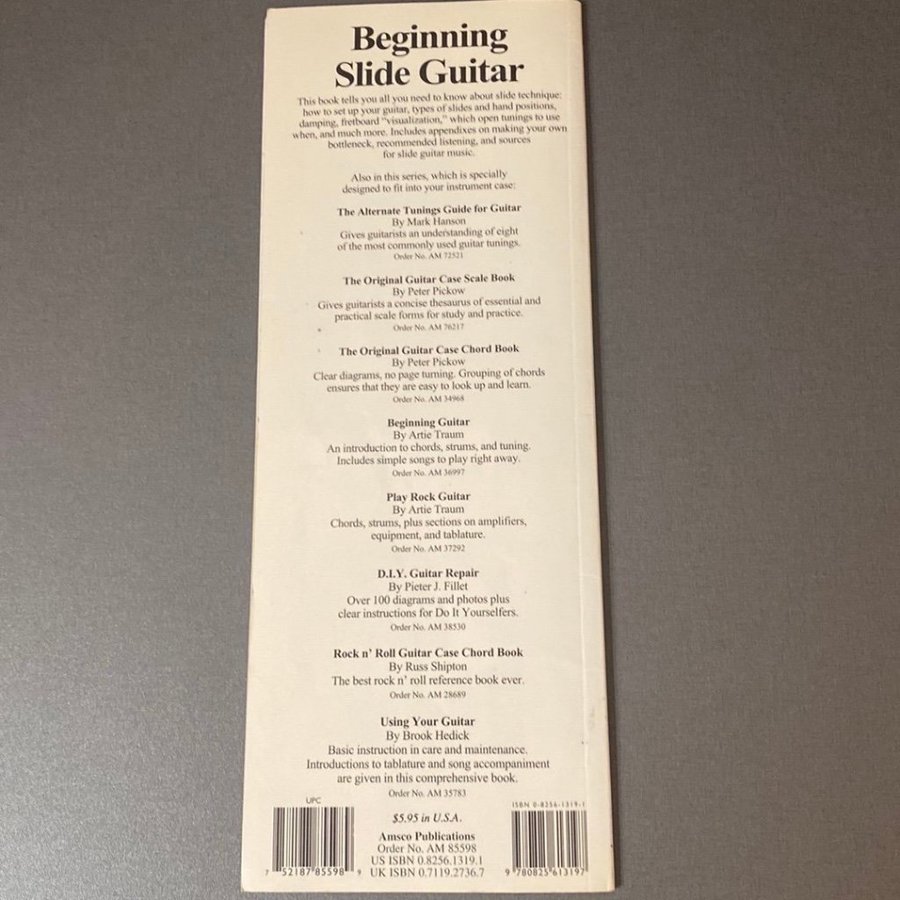 Beginning
Slide Guitar
This book tells you all you need to know about slide technique:
how to set up your guitar, types of slides and hand positions,
damping, fretboard "visualization," which open tunings to use
when, and much more. Includes appendixes on making your own
bottleneck, recommended listening, and sources
for slide guitar music.
Also in this series, which is specially
designed to fit into your instrument case:
The Alternate Tunings Guide for Guitar
By Mark Hanson
Gives guitarists an understanding of eight
of the most commonly used guitar tunings.
Order No. AM 72521
The Original Guitar Case Scale Book
By Peter Pickow
Gives guitarists a concise thesaurus of essential and
practical scale forms for study and practice.
Order No. AM 76217
The Original Guitar Case Chord Book
By Peter Pickow
Clear diagrams, no page turning. Grouping of chords
ensures that they are easy to look up and learn.
Order No. AM 34968
Beginning Guitar
By Artie Traum
An introduction to chords, strums, and tuning.
Includes simple songs to play right away.
Order No. AM 36997
Play Rock Guitar
By Artie Traum
Chords, strums, plus sections on amplifiers,
equipment, and tablature.
Order No. AM 37292
D.I.Y. Guitar Repair
By Pieter J. Fillet
Over 100 diagrams and photos plus
clear instructions for Do It Yourselfers.
Order No. AM 38530
Rock n' Roll Guitar Case Chord Book
By Russ Shipton
The best rock n' roll reference book ever.
Order No. AM 28689
Using Your Guitar
By Brook Hedick
Basic instruction in care and maintenance.
Introductions to tablature and song accompaniment
are given in this comprehensive book.
Order No. AM 35783
UPC
7 52187 85598 9
$5.95 in U.S.A.
Amsco Publications
Order No. AM 85598
US ISBN 0.8256.1319.1
UK ISBN 0.7119.2736.7
ISBN 0-8256-1319-1
9 780825 613197